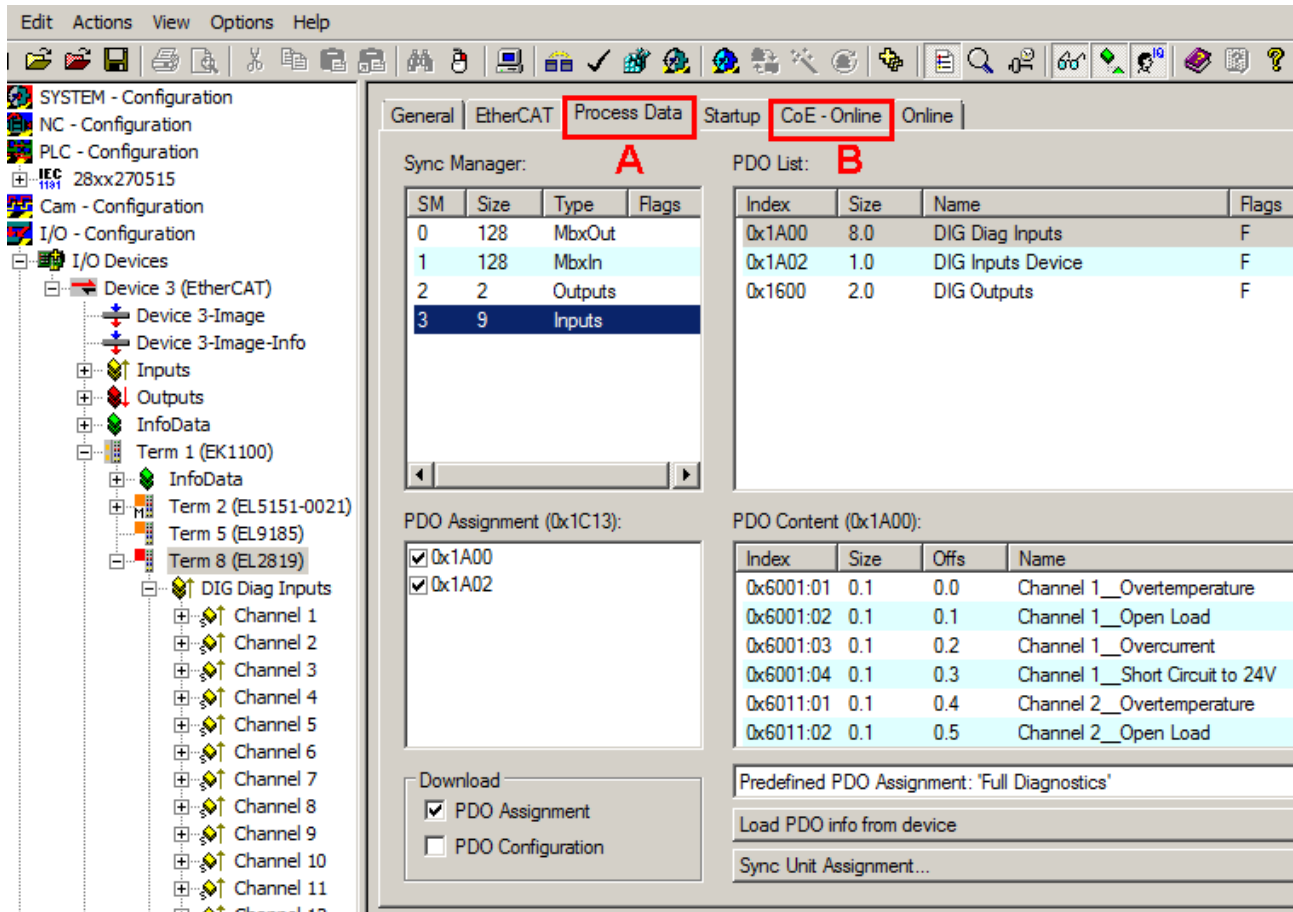 Edit Actions View Options Help
SYSTEM - Configuration
NC - Configuration
PLC - Configuration
IEC 1131 28xx270515
Cam - Configuration
I/O - Configuration
I/O Devices
Device 3 (EtherCAT)
Device 3-Image
Device 3-Image-Info
Inputs
Outputs
InfoData
Term 1 (EK1100)
InfoData
M Term 2 (EL5151-0021)
Term 5 (EL9185)
Term 8 (EL2819)
DIG Diag Inputs
Channel 1
Channel 2
Channel 3
Channel 4
Channel 5
Channel 6
Channel 7
Channel 8
Channel 9
Channel 10
Channel 11
General EtherCAT Process Data Startup CoE - Online Online
A B
Sync Manager:
SM Size Type Flags
0 128 MbxOut
1 128 MbxIn
2 2 Outputs
3 9 Inputs
PDO List:
Index Size Name Flags
0x1A00 8.0 DIG Diag Inputs F
0x1A02 1.0 DIG Inputs Device F
0x1600 2.0 DIG Outputs F
PDO Assignment (0x1C13):
0x1A00
0x1A02
PDO Content (0x1A00):
Index Size Offs Name
0x6001:01 0.1 0.0 Channel 1__Overtemperature
0x6001:02 0.1 0.1 Channel 1__Open Load
0x6001:03 0.1 0.2 Channel 1__Overcurrent
0x6001:04 0.1 0.3 Channel 1__Short Circuit to 24V
0x6011:01 0.1 0.4 Channel 2__Overtemperature
0x6011:02 0.1 0.5 Channel 2__Open Load
Download
PDO Assignment
PDO Configuration
Predefined PDO Assignment: 'Full Diagnostics'
Load PDO info from device
Sync Unit Assignment...